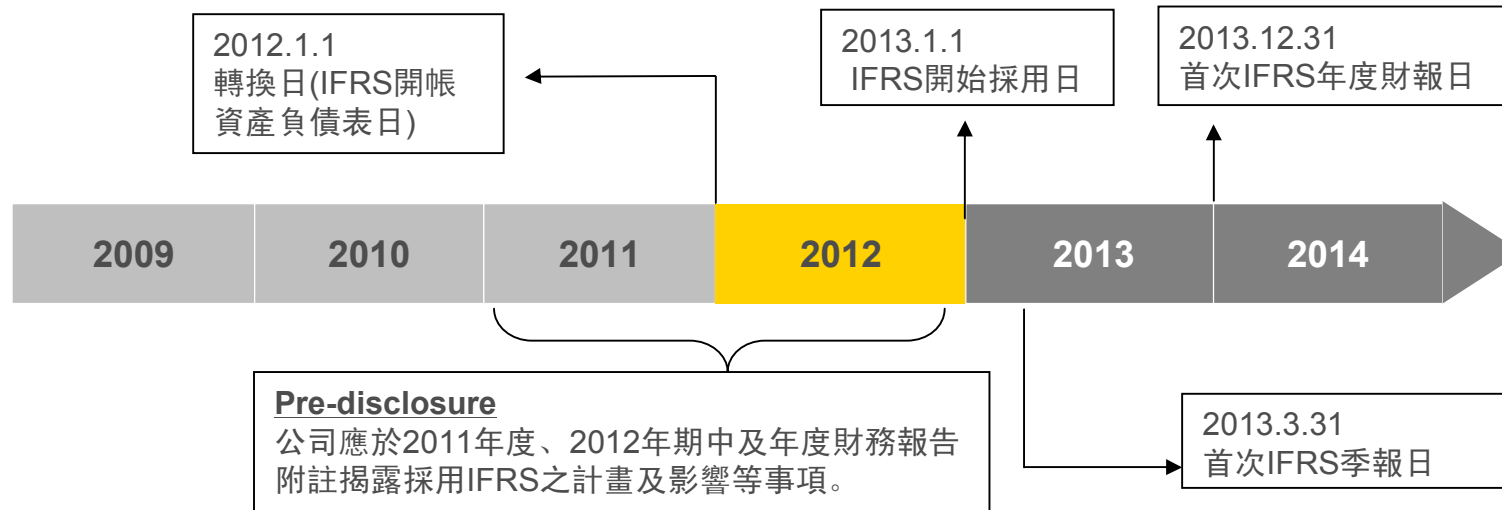 2012.1.1
轉換日(IFRS開帳
資產負債表日)
2013.1.1
IFRS開始採用日
2013.12.31
首次IFRS年度財報日
2009
2010
2011
2012
2013
2014
Pre-disclosure
公司應於2011年度、2012年期中及年度財務報告
附註揭露採用IFRS之計畫及影響等事項。
2013.3.31
首次IFRS季報日